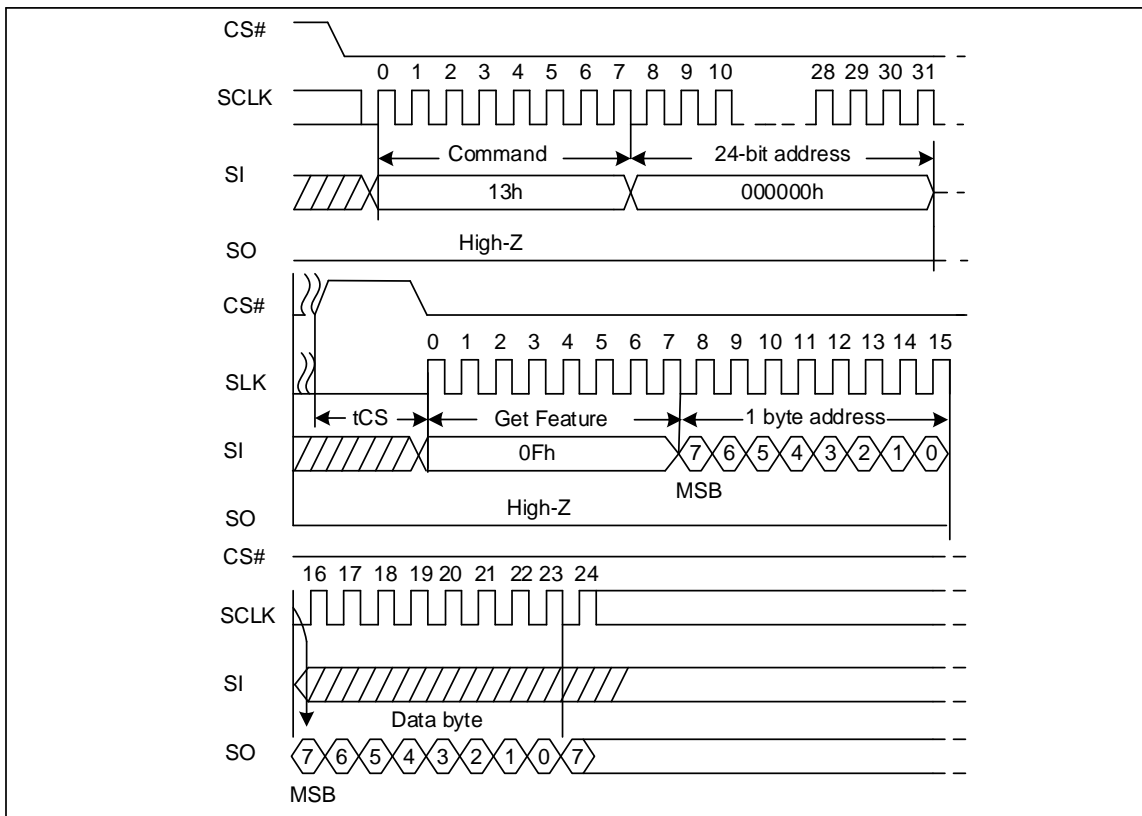 CS#
0 1 2 3 4 5 6 7 8 9 10 28 29 30 31
SCLK
Command 24-bit address
SI
13h 000000h
SO High-Z
CS#
0 1 2 3 4 5 6 7 8 9 10 11 12 13 14 15
SLK
tCS Get Feature 1 byte address
SI 0Fh 7 6 5 4 3 2 1 0
MSB
SO High-Z
CS#
16 17 18 19 20 21 22 23 24
SCLK
SI
Data byte
SO 7 6 5 4 3 2 1 0 7
MSB